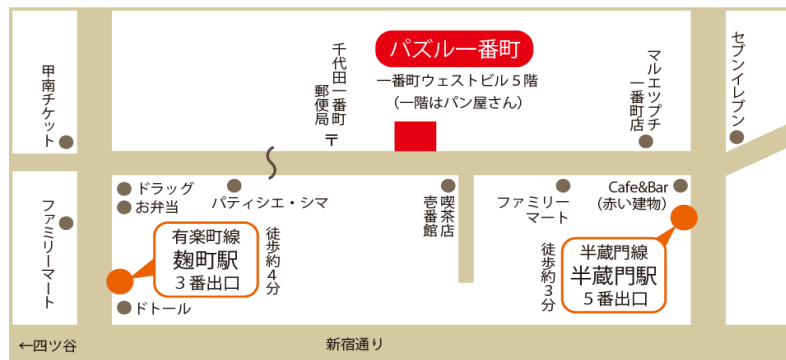 パズル一番町
一番町ウェストビル５階
（一階はパン屋さん）
千代田一番町
郵便局
〒
甲南チケット
マルエツプチ
一番町店
セブンイレブン
ドラッグ
お弁当
パティシエ・シマ
喫茶店
壱番館
ファミリー
マート
Cafe&Bar
（赤い建物）
ファミリーマート
有楽町線
麹町駅
３番出口
徒歩約４分
徒歩約３分
半蔵門線
半蔵門駅
５番出口
ドトール
←四ツ谷
新宿通り